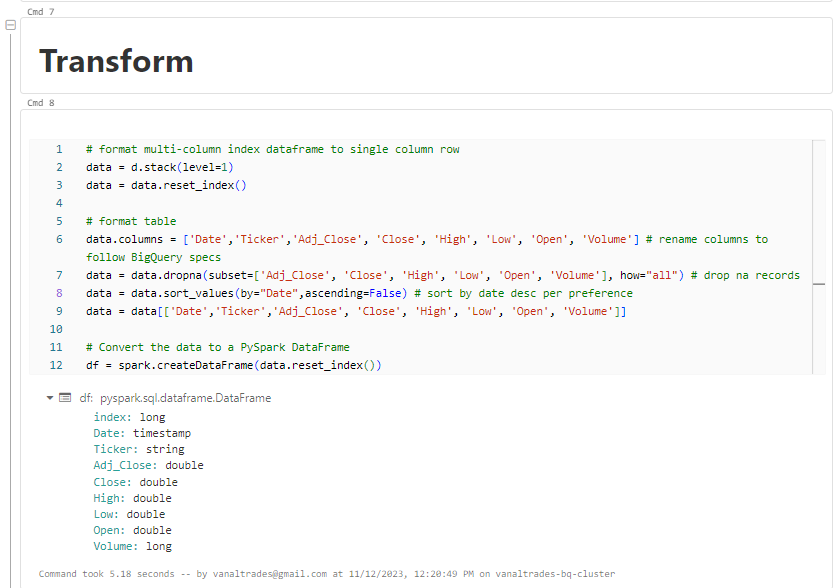 Cmd 7
Transform
Cmd 8
1 # format multi-column index dataframe to single column row
2 data = d.stack(level=1)
3 data = data.reset_index()
4
5 # format table
6 data.columns = ['Date','Ticker','Adj_Close', 'Close', 'High', 'Low', 'Open', 'Volume'] # rename columns to
follow BigQuery specs
7 data = data.dropna(subset=['Adj_Close', 'Close', 'High', 'Low', 'Open', 'Volume'], how="all") # drop na records
8 data = data.sort_values(by="Date",ascending=False) # sort by date desc per preference
9 data = data[['Date','Ticker','Adj_Close', 'Close', 'High', 'Low', 'Open', 'Volume']]
10
11 # Convert the data to a PySpark DataFrame
12 df = spark.createDataFrame(data.reset_index())
df: pyspark.sql.dataframe.DataFrame
index: long
Date: timestamp
Ticker: string
Adj_Close: double
Close: double
High: double
Low: double
Open: double
Volume: long
Command took 5.18 seconds -- by vanaltrades@gmail.com at 11/12/2023, 12:20:49 PM on vanaltrades-bq-cluster